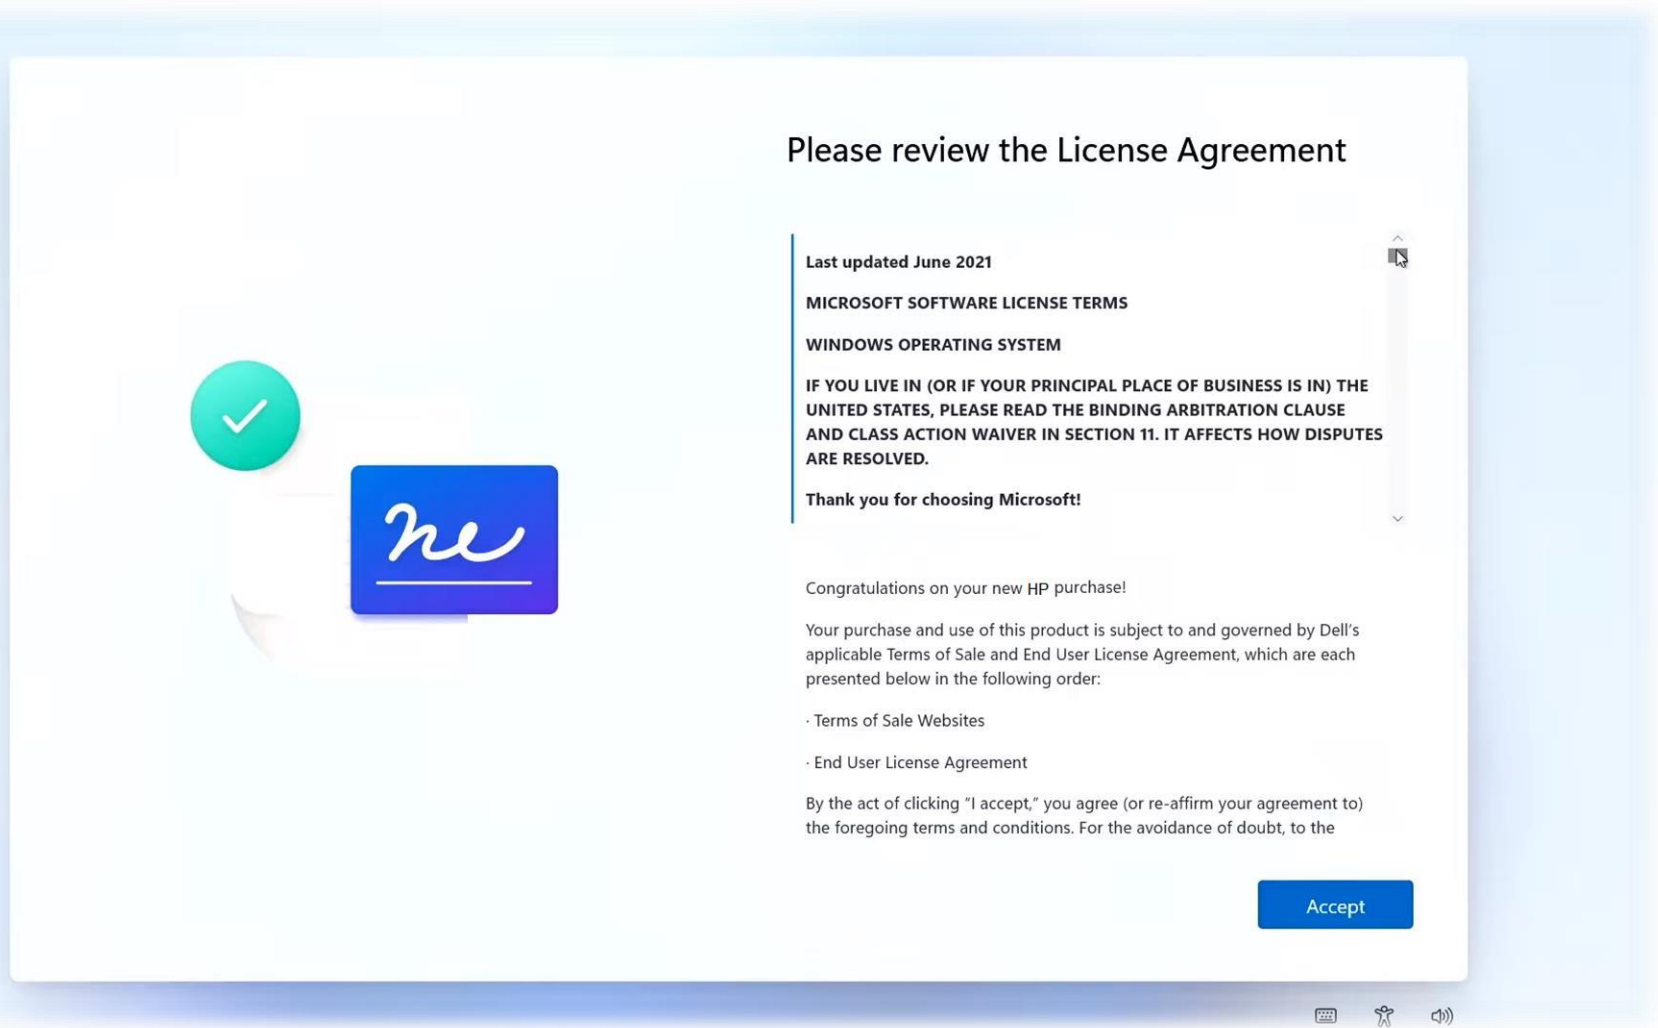 Please review the License Agreement
Last updated June 2021
MICROSOFT SOFTWARE LICENSE TERMS
WINDOWS OPERATING SYSTEM
IF YOU LIVE IN (OR IF YOUR PRINCIPAL PLACE OF BUSINESS IS IN) THE
UNITED STATES, PLEASE READ THE BINDING ARBITRATION CLAUSE
AND CLASS ACTION WAIVER IN SECTION 11. IT AFFECTS HOW DISPUTES
ARE RESOLVED.
Thank you for choosing Microsoft!
Congratulations on your new HP purchase!
Your purchase and use of this product is subject to and governed by Dell’s
applicable Terms of Sale and End User License Agreement, which are each
presented below in the following order:
· Terms of Sale Websites
· End User License Agreement
By the act of clicking “I accept,” you agree (or re-affirm your agreement to)
the foregoing terms and conditions. For the avoidance of doubt, to the
Accept